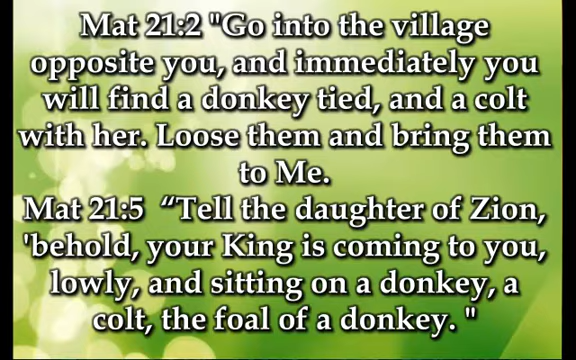 Mat 21:2 "Go into the village
opposite you, and immediately you
will find a donkey tied, and a colt
with her. Loose them and bring them
to Me.
Mat 21:5 “Tell the daughter of Zion,
'behold, your King is coming to you,
lowly, and sitting on a donkey, a
colt, the foal of a donkey. "